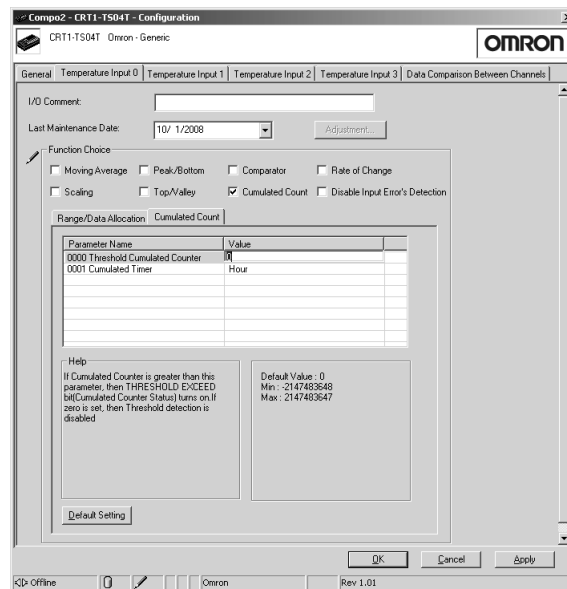 Compo2 - CRT1-TS04T - Configuration
CRT1-TS04T Omron - Generic
OMRON
General Temperature Input 0 Temperature Input 1 Temperature Input 2 Temperature Input 3 Data Comparison Between Channels
I/O Comment:
Last Maintenance Date: 10/ 1/2008 Adjustment...
Function Choice
Moving Average Peak/Bottom Comparator Rate of Change
Scaling Top/Valley Cumulated Count Disable Input Error's Detection
Range/Data Allocation Cumulated Count
Parameter Name Value
0000 Threshold Cumulated Counter 0
0001 Cumulated Timer Hour
Help
If Cumulated Counter is greater than this
parameter, then THRESHOLD EXCEED
bit(Cumulated Counter Status) turns on.If
zero is set, then Threshold detection is
disabled
Default Value : 0
Min : -2147483648
Max : 2147483647
Default Setting
OK Cancel Apply
Offline Omron Rev 1.01